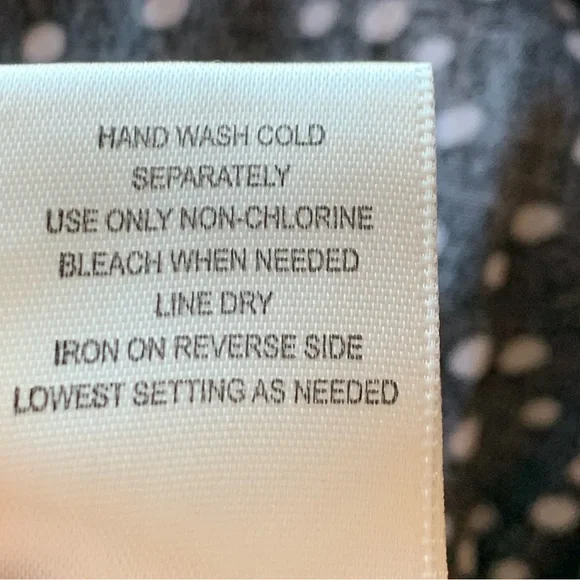 HAND WASH COLD
SEPARATELY
USE ONLY NON-CHLORINE
BLEACH WHEN NEEDED
LINE DRY
IRON ON REVERSE SIDE
LOWEST SETTING AS NEEDED